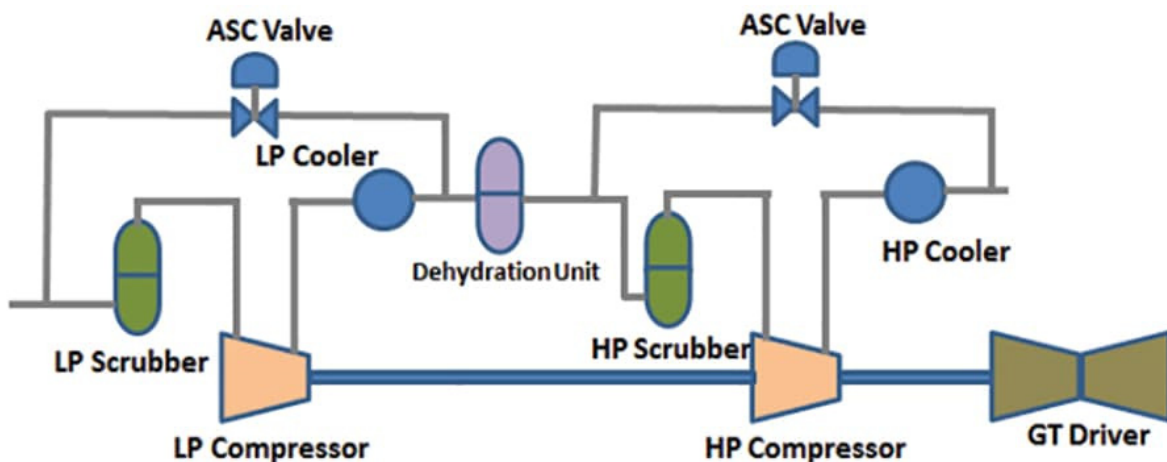 ASC Valve
ASC Valve
LP Cooler
Dehydration Unit
HP Cooler
LP Scrubber
HP Scrubber
LP Compressor
HP Compressor
GT Driver